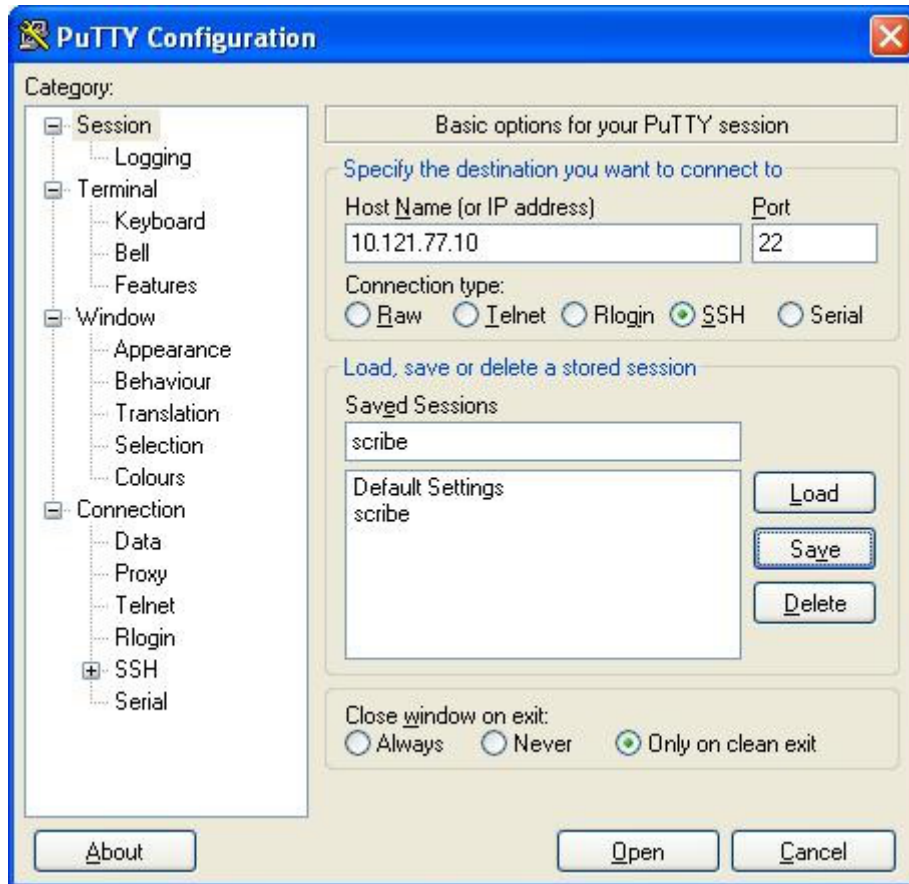 PuTTY Configuration
Category:
Session
Logging
Terminal
Keyboard
Bell
Features
Window
Appearance
Behaviour
Translation
Selection
Colours
Connection
Data
Proxy
Telnet
Rlogin
SSH
Serial
Basic options for your PuTTY session
Specify the destination you want to connect to
Host Name (or IP address) Port
10.121.77.10 22
Connection type:
Raw Telnet Rlogin SSH Serial
Load, save or delete a stored session
Saved Sessions
scribe
Default Settings
scribe
Load
Save
Delete
Close window on exit:
Always Never Only on clean exit
About Open Cancel